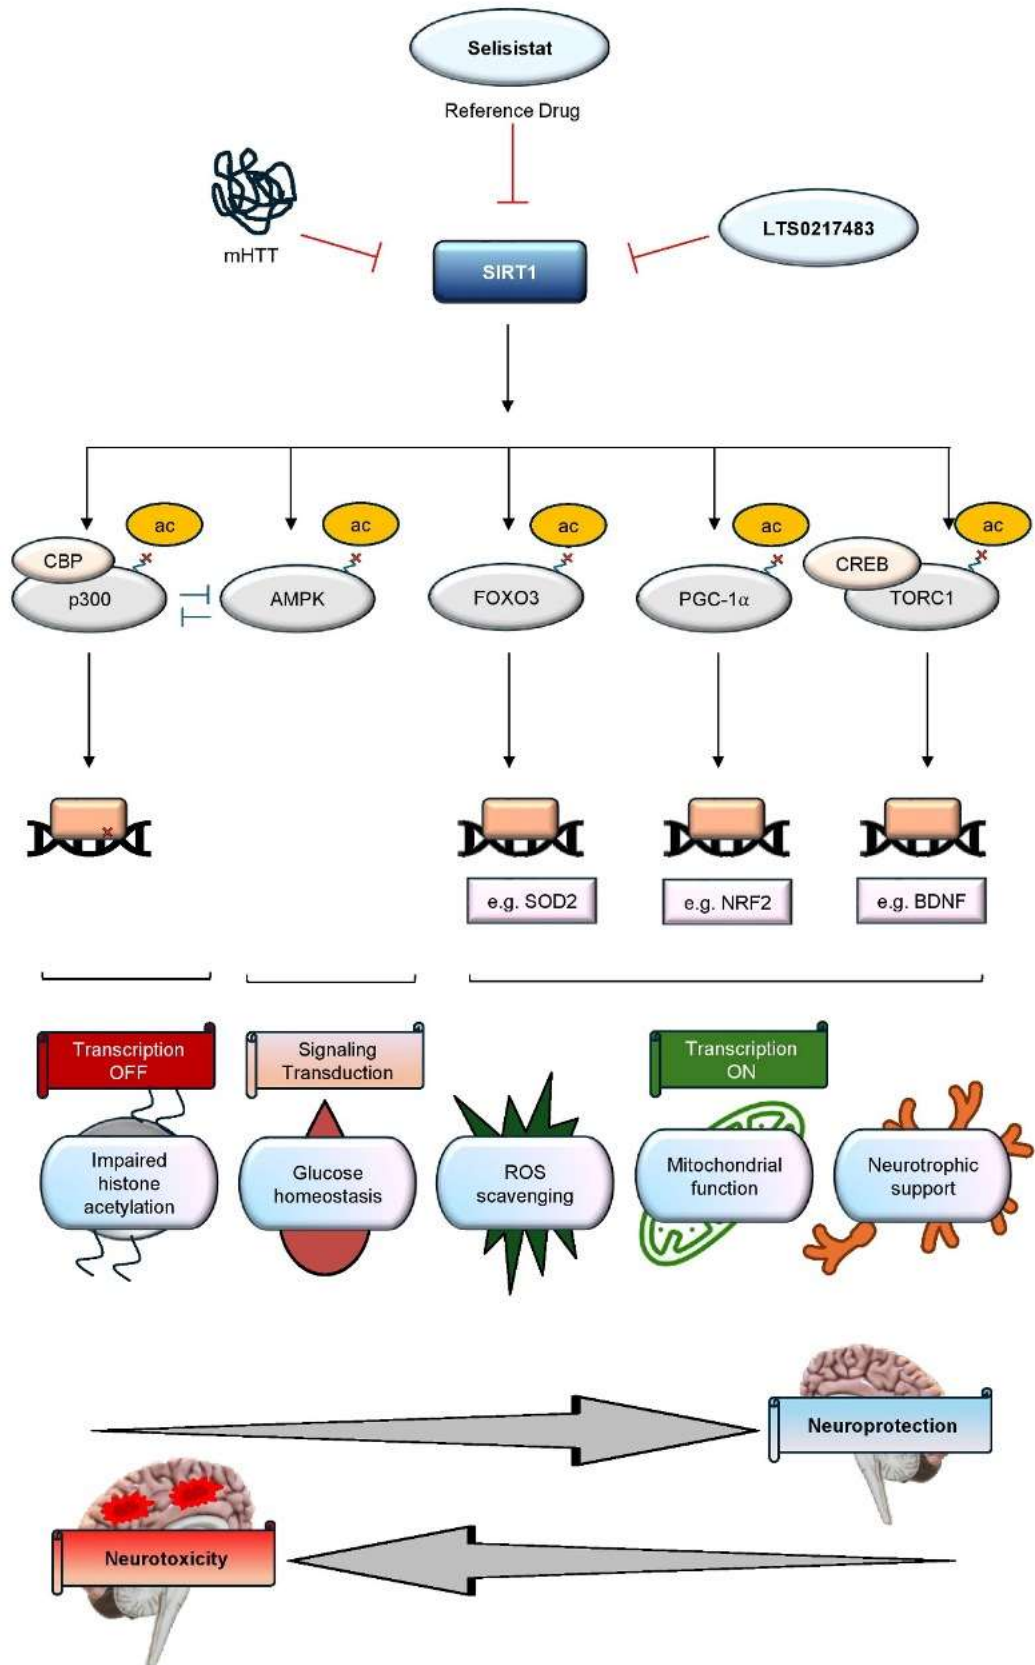 Selisistat
Reference Drug
mHTT
LTS0217483
SIRT1
ac
ac
ac
ac
ac
CBP
p300
AMPK
FOXO3
PGC-1α
CREB
TORC1
e.g. SOD2
e.g. NRF2
e.g. BDNF
Transcription
OFF
Signaling
Transduction
Transcription
ON
Impaired
histone
acetylation
Glucose
homeostasis
ROS
scavenging
Mitochondrial
function
Neurotrophic
support
Neuroprotection
Neurotoxicity